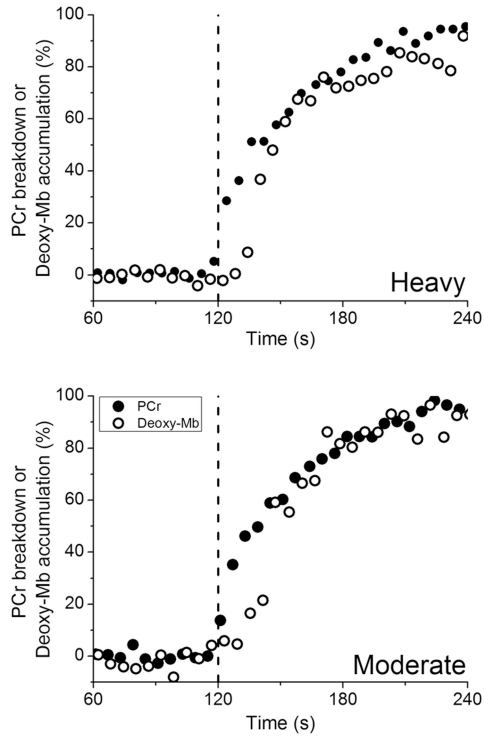 PCr breakdown or
Deoxy-Mb accumulation (%)
100
80
60
40
20
0
Heavy
60
120
180
240
Time (s)
PCr breakdown or
Deoxy-Mb accumulation (%)
100
80
60
40
20
0
PCr
Deoxy-Mb
Moderate
60
120
180
240
Time (s)